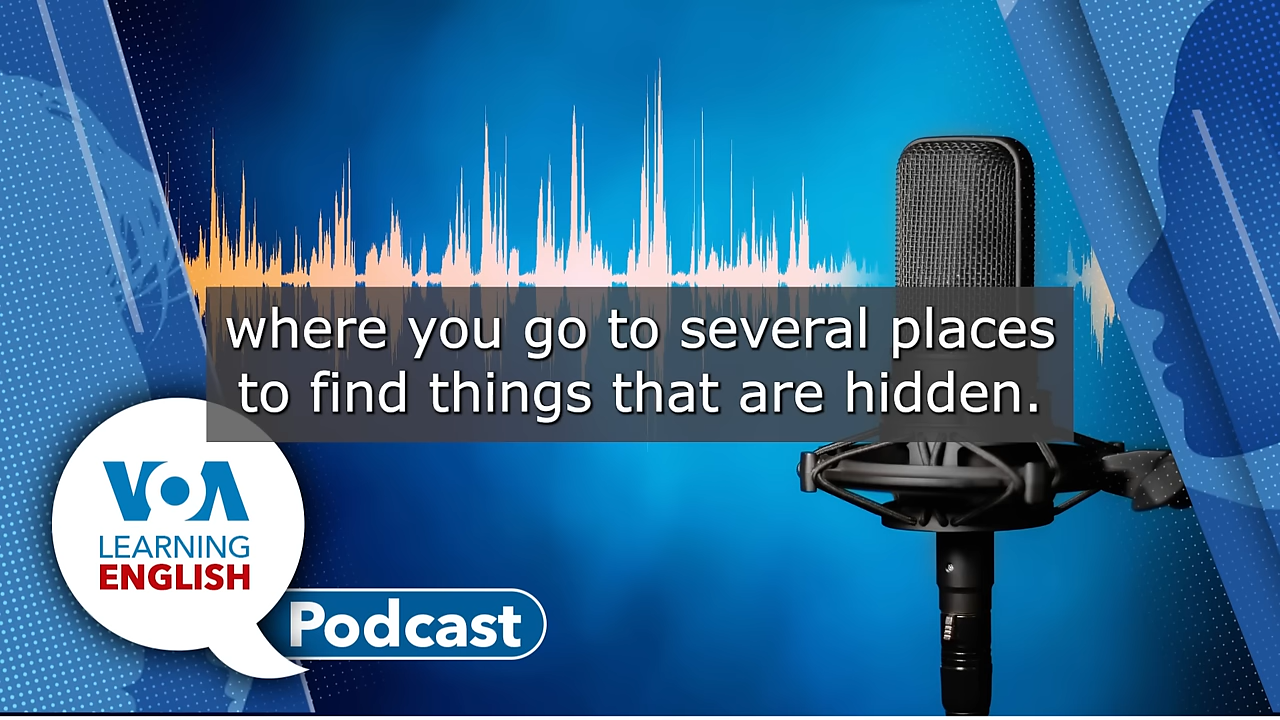 where you go to several places
to find things that are hidden.
VOA
LEARNING
ENGLISH
Podcast